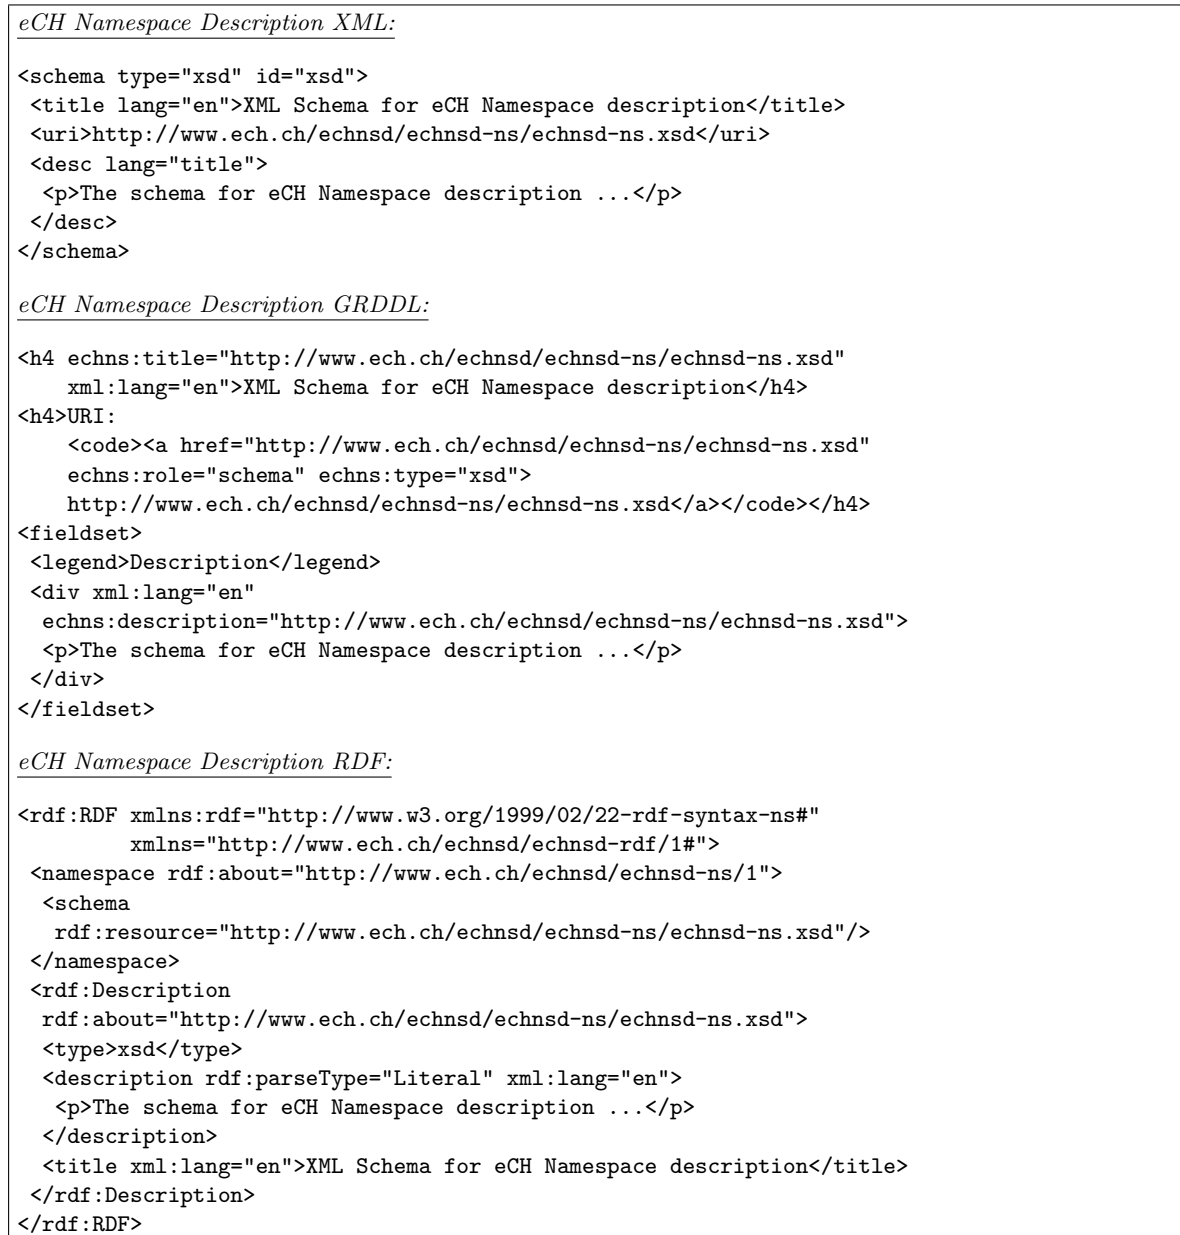 eCH Namespace Description XML:
<schema type="xsd" id="xsd">
 <title lang="en">XML Schema for eCH Namespace description</title>
 <uri>http://www.ech.ch/echnsd/echnsd-ns/echnsd-ns.xsd</uri>
 <desc lang="title">
  <p>The schema for eCH Namespace description ...</p>
 </desc>
</schema>
eCH Namespace Description GRDDL:
<h4 echns:title="http://www.ech.ch/echnsd/echnsd-ns/echnsd-ns.xsd"
    xml:lang="en">XML Schema for eCH Namespace description</h4>
<h4>URI:
    <code><a href="http://www.ech.ch/echnsd/echnsd-ns/echnsd-ns.xsd"
    echns:role="schema" echns:type="xsd">
    http://www.ech.ch/echnsd/echnsd-ns/echnsd-ns.xsd</a></code></h4>
<fieldset>
 <legend>Description</legend>
 <div xml:lang="en"
  echns:description="http://www.ech.ch/echnsd/echnsd-ns/echnsd-ns.xsd">
  <p>The schema for eCH Namespace description ...</p>
 </div>
</fieldset>
eCH Namespace Description RDF:
<rdf:RDF xmlns:rdf="http://www.w3.org/1999/02/22-rdf-syntax-ns#"
         xmlns="http://www.ech.ch/echnsd/echnsd-rdf/1#">
 <namespace rdf:about="http://www.ech.ch/echnsd/echnsd-ns/1">
  <schema
   rdf:resource="http://www.ech.ch/echnsd/echnsd-ns/echnsd-ns.xsd"/>
 </namespace>
 <rdf:Description
  rdf:about="http://www.ech.ch/echnsd/echnsd-ns/echnsd-ns.xsd">
  <type>xsd</type>
  <description rdf:parseType="Literal" xml:lang="en">
   <p>The schema for eCH Namespace description ...</p>
  </description>
  <title xml:lang="en">XML Schema for eCH Namespace description</title>
 </rdf:Description>
</rdf:RDF>